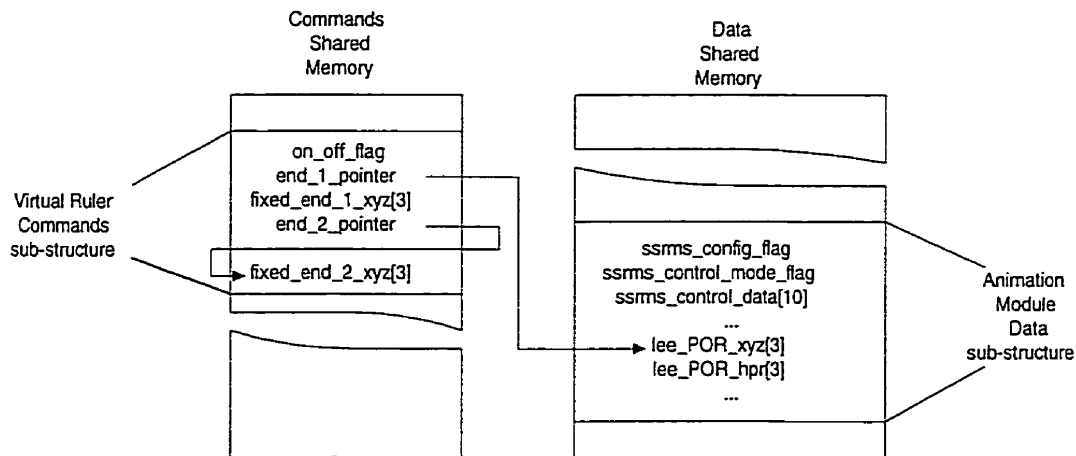 Commands
Shared
Memory
Data
Shared
Memory
Virtual Ruler
Commands
sub-structure
on_off_flag
end_1_pointer
fixed_end_1_xyz[3]
end_2_pointer
fixed_end_2_xyz[3]
ssrms_config_flag
ssrms_control_mode_flag
ssrms_control_data[10]
...
lee_POR_xyz[3]
lee_POR_hpr[3]
...
Animation
Module
Data
sub-structure